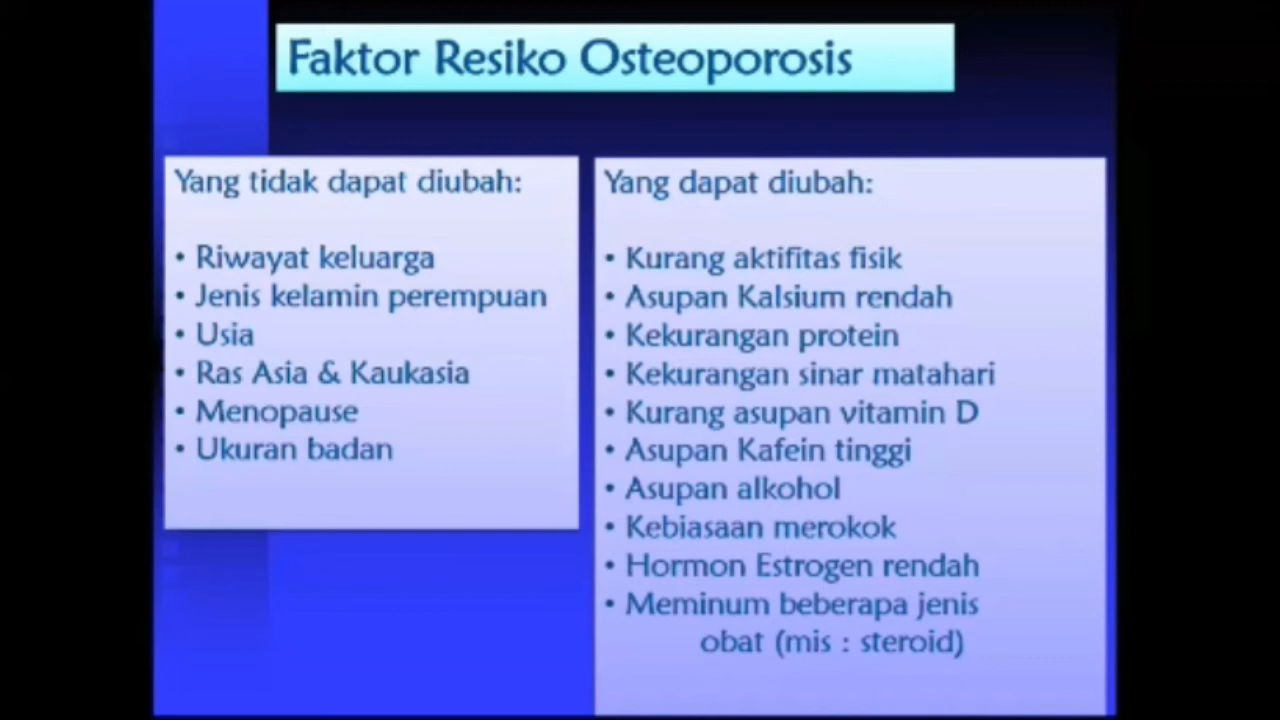 Faktor Resiko Osteoporosis
Yang tidak dapat diubah:
• Riwayat keluarga
• Jenis kelamin perempuan
• Usia
• Ras Asia & Kaukasia
• Menopause
• Ukuran badan
Yang dapat diubah:
• Kurang aktifitas fisik
• Asupan Kalsium rendah
• Kekurangan protein
• Kekurangan sinar matahari
• Kurang asupan vitamin D
• Asupan Kafein tinggi
• Asupan alkohol
• Kebiasaan merokok
• Hormon Estrogen rendah
• Meminum beberapa jenis
obat (mis : steroid)